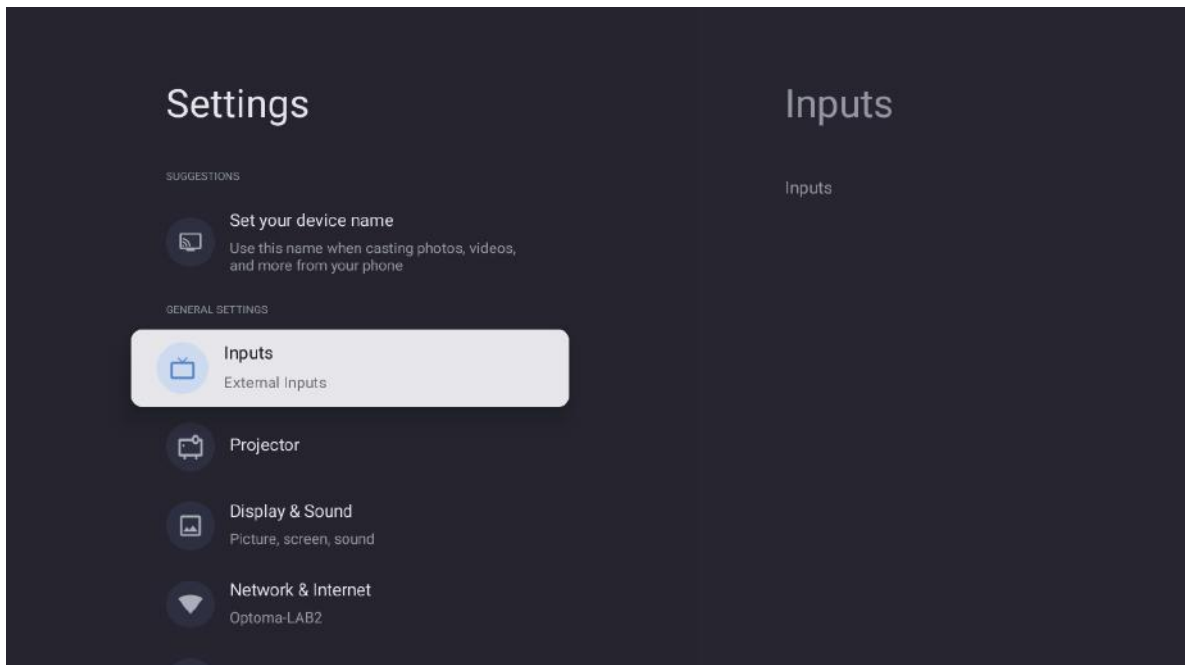 Settings
SUGGESTIONS
Set your device name
Use this name when casting photos, videos,
and more from your phone
GENERAL SETTINGS
Inputs
External Inputs
Projector
Display & Sound
Picture, screen, sound
Network & Internet
Optoma-LAB2
Inputs
Inputs